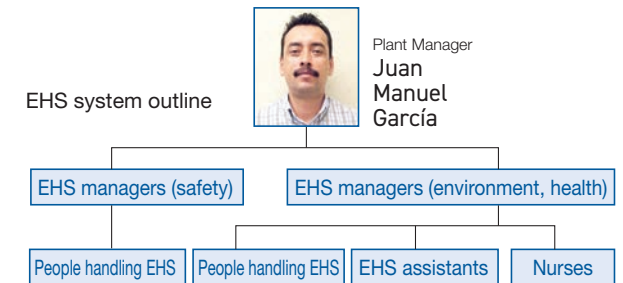 Plant Manager
Juan
Manuel
García
EHS system outline
EHS managers (safety)
EHS managers (environment, health)
People handling EHS
People handling EHS
EHS assistants
Nurses